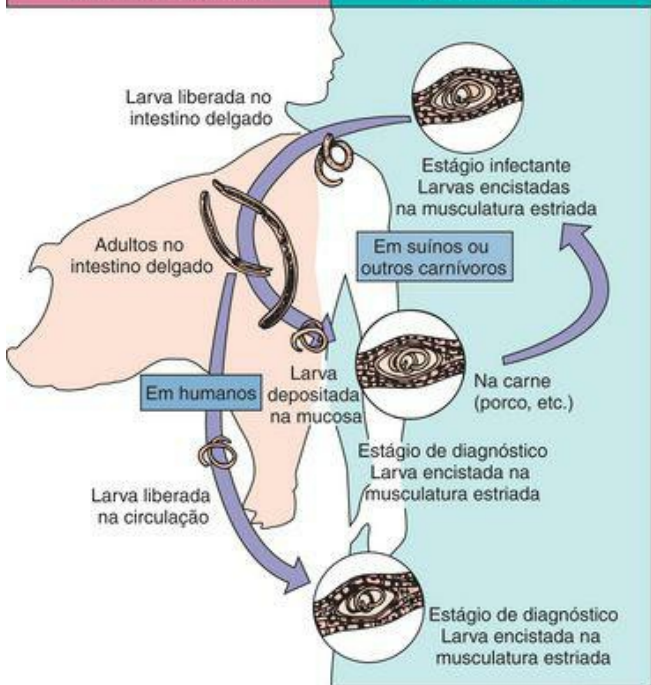 Larva liberada no
intestino delgado
Estágio infectante
Larvas encistadas
na musculatura estriada
Adultos no
intestino delgado
Em suínos ou
outros carnívoros
Larva
depositada
na mucosa
Na carne
(porco, etc.)
Em humanos
Estágio de diagnóstico
Larva encistada na
musculatura estriada
Larva liberada
na circulação
Estágio de diagnóstico
Larva encistada na
musculatura estriada